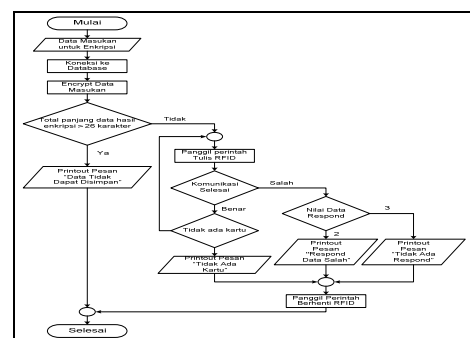 Mulai
Data Masukan
untuk Enkripsi
Koneksi ke
Database
Encrypt Data
Masukan
Total panjang data hasil
enkripsi > 26 karakter
Tidak
Ya
Printout Pesan
"Data Tidak
Dapat Disimpan"
Panggil perintah
Tulis RFID
Komunikasi
Selesai
Salah
Benar
Nilai Data
Respond
3
2
Tidak ada kartu
Printout Pesan
"Tidak Ada
Kartu"
Printout
Pesan
"Respond
Data Salah"
Printout
Pesan
"Tidak Ada
Respond"
Panggil Perintah
Berhenti RFID
Selesai